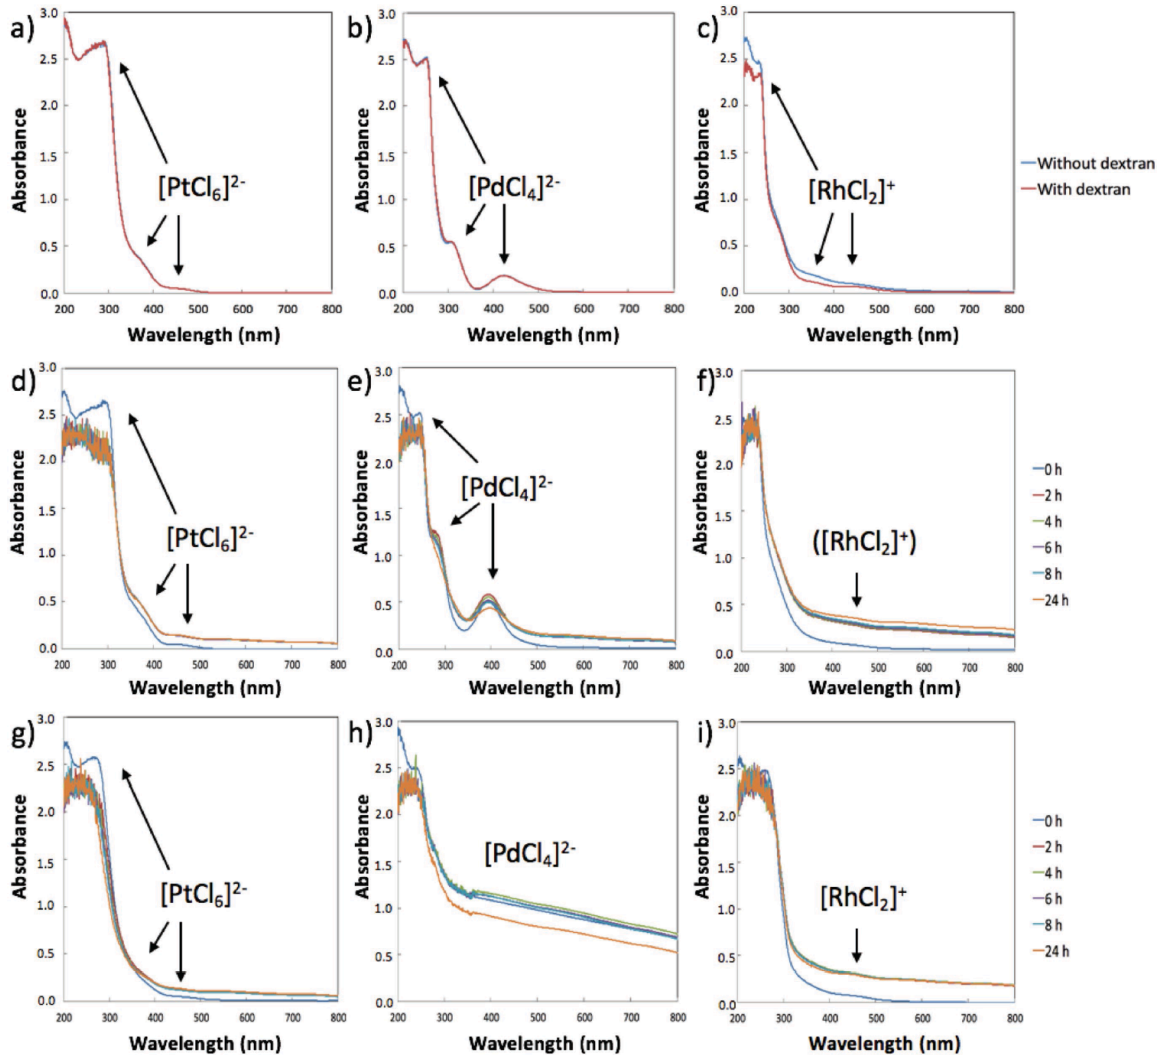 a)
3.0
2.5
2.0
1.5
1.0
0.5
0.0
Absorbance
[PtCl6]2-
200 300 400 500 600 700 800
Wavelength (nm)
b)
3.0
2.5
2.0
1.5
1.0
0.5
0.0
Absorbance
[PdCl4]2-
200 300 400 500 600 700 800
Wavelength (nm)
c)
3.0
2.5
2.0
1.5
1.0
0.5
0.0
Absorbance
[RhCl2]+
200 300 400 500 600 700 800
Wavelength (nm)
Without dextran
With dextran
d)
3.0
2.5
2.0
1.5
1.0
0.5
0.0
Absorbance
[PtCl6]2-
200 300 400 500 600 700 800
Wavelength (nm)
e)
3.0
2.5
2.0
1.5
1.0
0.5
0.0
Absorbance
[PdCl4]2-
200 300 400 500 600 700 800
Wavelength (nm)
f)
3.0
2.5
2.0
1.5
1.0
0.5
0.0
Absorbance
([RhCl2]+)
200 300 400 500 600 700 800
Wavelength (nm)
0 h
2 h
4 h
6 h
8 h
24 h
g)
3.0
2.5
2.0
1.5
1.0
0.5
0.0
Absorbance
[PtCl6]2-
200 300 400 500 600 700 800
Wavelength (nm)
h)
3.0
2.5
2.0
1.5
1.0
0.5
0.0
Absorbance
[PdCl4]2-
200 300 400 500 600 700 800
Wavelength (nm)
i)
3.0
2.5
2.0
1.5
1.0
0.5
0.0
Absorbance
[RhCl2]+
200 300 400 500 600 700 800
Wavelength (nm)
0 h
2 h
4 h
6 h
8 h
24 h